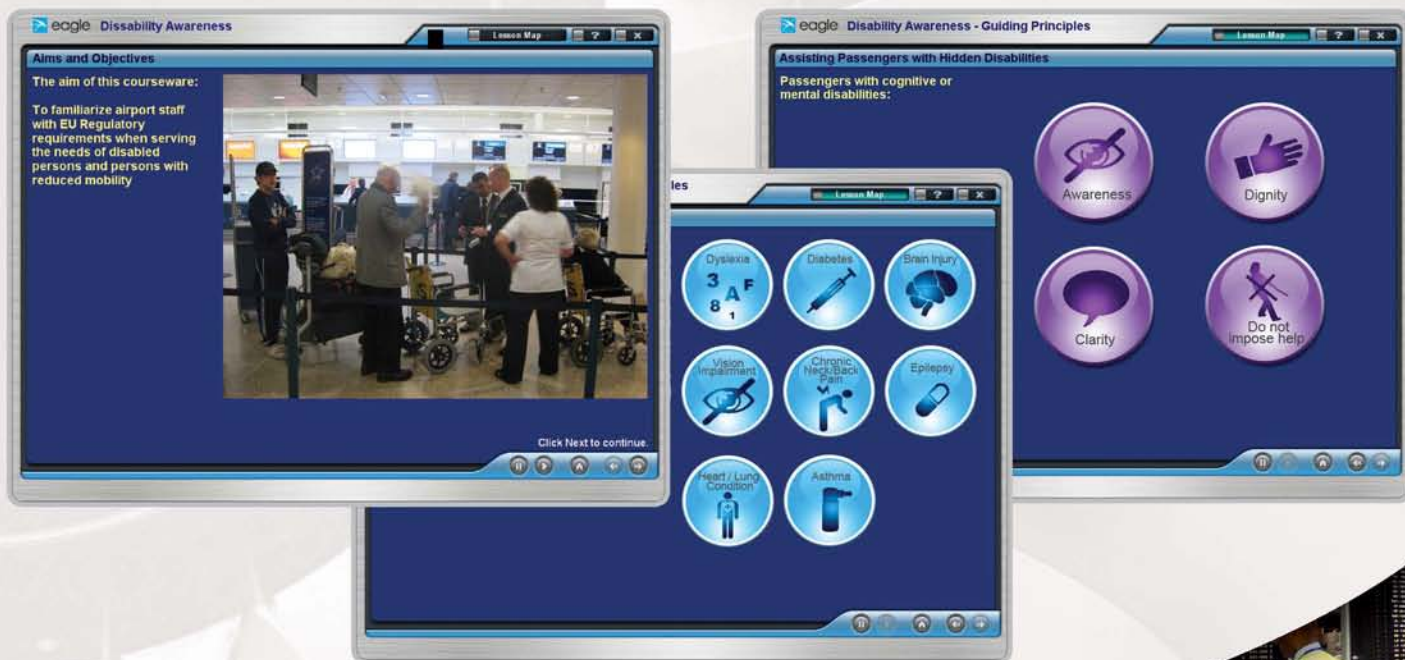 eagle Dissability Awareness
Lesson Map ? X
Aims and Objectives
The aim of this courseware:
To familiarize airport staff
with EU Regulatory
requirements when serving
the needs of disabled
persons and persons with
reduced mobility
Click Next to continue.
eagle Disability Awareness - Guiding Principles
Lesson Map ? X
Assisting Passengers with Hidden Disabilities
Passengers with cognitive or
mental disabilities:
Awareness
Dignity
Clarity
Do not
impose help
les
Lesson Map ? X
Dyslexia
3 A F
8 1
Diabetes
Brain Injury
Vision
Impairment
Chronic
Neck/Back
Pain
Epilepsy
Heart / Lung
Condition
Asthma